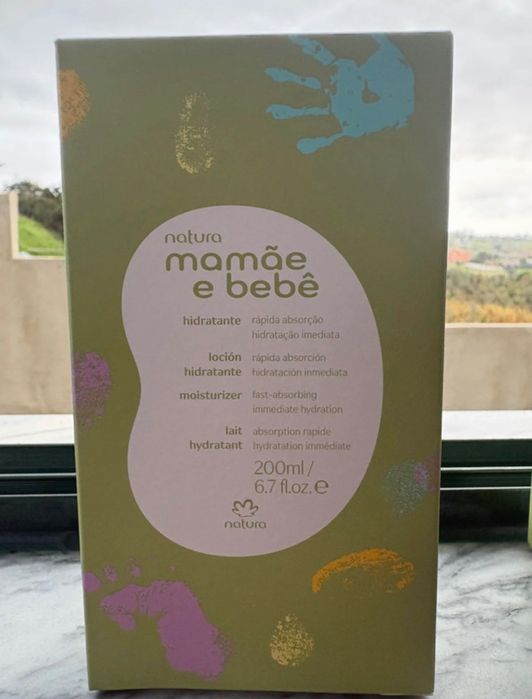 natura
mamãe
e bebê
hidratante rápida absorção
hidratação imediata
loción rápida absorción
hidratante hidratación inmediata
moisturizer fast-absorbing
immediate hydration
lait absorption rapide
hydratant hydratation immédiate
200ml /
6.7 fl.oz. e
natura